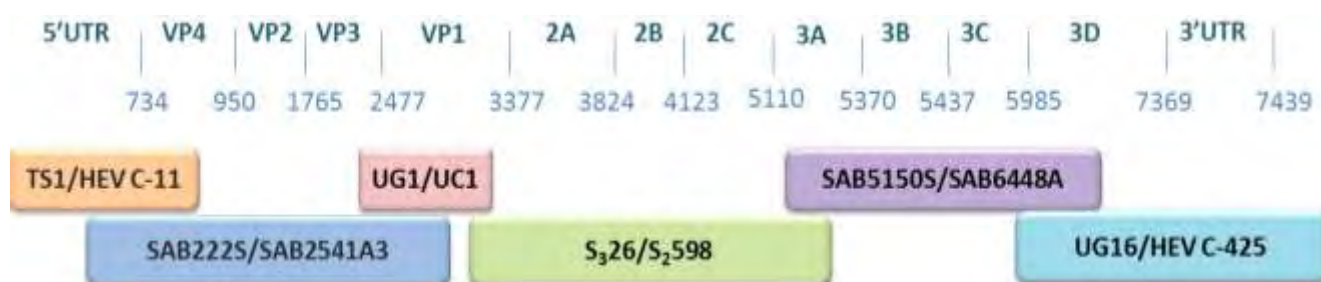 5'UTR VP4 VP2 VP3 VP1 2A 2B 2C 3A 3B 3C 3D 3'UTR
734 950 1765 2477 3377 3824 4123 5110 5370 5437 5985 7369 7439
TS1/HEV C-11 UG1/UC1 SAB5150S/SAB6448A
SAB222S/SAB2541A3 S₃26/S₂598 UG16/HEV C-425